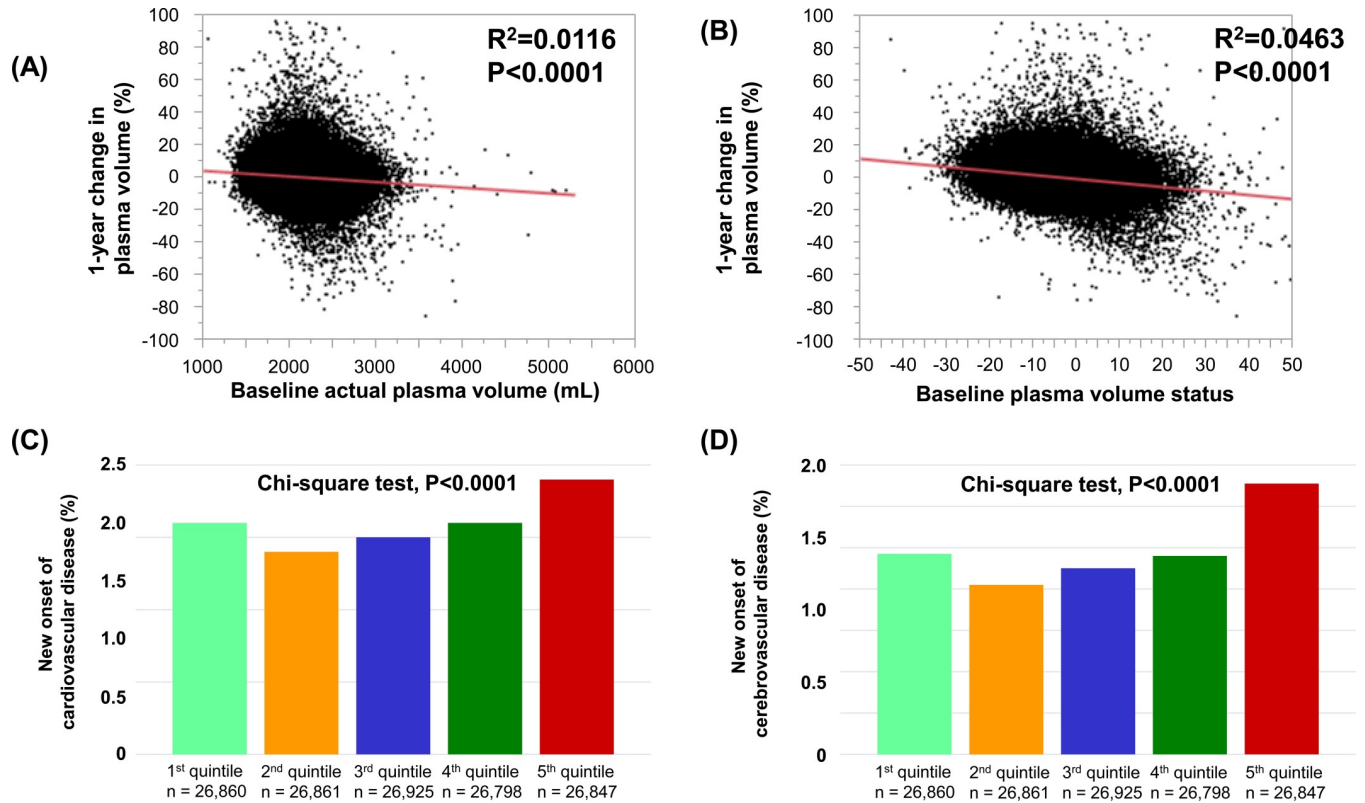 (A)
R²=0.0116
P<0.0001
1-year change in
plasma volume (%)
100
80
60
40
20
0
-20
-40
-60
-80
-100
1000 2000 3000 4000 5000 6000
Baseline actual plasma volume (mL)
(B)
R²=0.0463
P<0.0001
1-year change in
plasma volume (%)
100
80
60
40
20
0
-20
-40
-60
-80
-100
-50 -40 -30 -20 -10 0 10 20 30 40 50
Baseline plasma volume status
(C)
Chi-square test, P<0.0001
New onset of
cardiovascular disease (%)
2.5
2.0
1.5
1.0
0.5
0
1st quintile 2nd quintile 3rd quintile 4th quintile 5th quintile
n = 26,860 n = 26,861 n = 26,925 n = 26,798 n = 26,847
(D)
Chi-square test, P<0.0001
New onset of
cerebrovascular disease (%)
2.0
1.5
1.0
0.5
0
1st quintile 2nd quintile 3rd quintile 4th quintile 5th quintile
n = 26,860 n = 26,861 n = 26,925 n = 26,798 n = 26,847